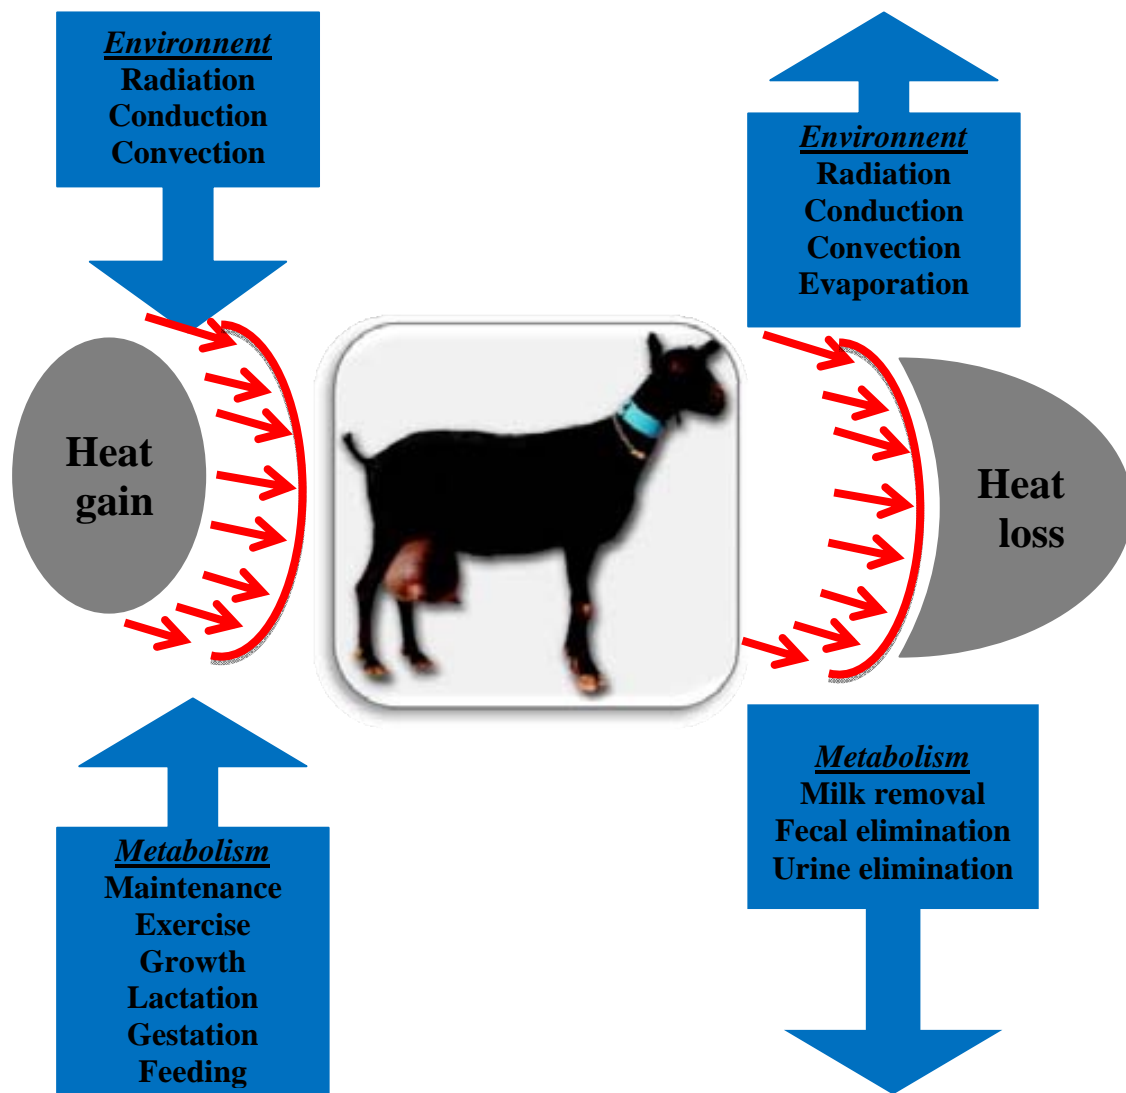 Environnent
Radiation
Conduction
Convection
Environnent
Radiation
Conduction
Convection
Evaporation
Heat
gain
Heat
loss
Metabolism
Maintenance
Exercise
Growth
Lactation
Gestation
Feeding
Metabolism
Milk removal
Fecal elimination
Urine elimination